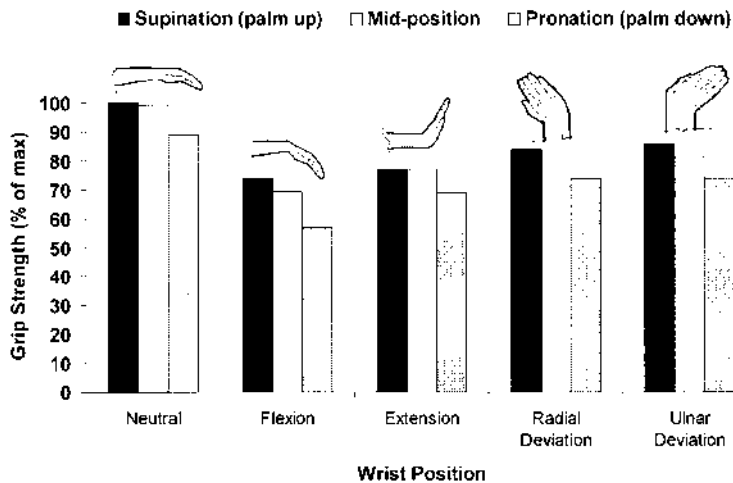 Supination (palm up) Mid-position Pronation (palm down)
Grip Strength (% of max)
100
90
80
70
60
50
40
30
20
10
0
Neutral Flexion Extension Radial Deviation Ulnar Deviation
Wrist Position